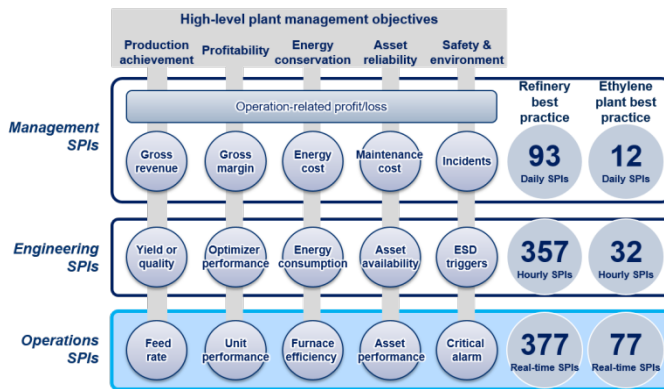 High-level plant management objectives
Production achievement
Profitability
Energy conservation
Asset reliability
Safety & environment
Refinery best practice
Ethylene plant best practice
Management SPIs
Operation-related profit/loss
Gross revenue
Gross margin
Energy cost
Maintenance cost
Incidents
93
Daily SPIs
12
Daily SPIs
Engineering SPIs
Yield or quality
Optimizer performance
Energy consumption
Asset availability
ESD triggers
357
Hourly SPIs
32
Hourly SPIs
Operations SPIs
Feed rate
Unit performance
Furnace efficiency
Asset performance
Critical alarm
377
Real-time SPIs
77
Real-time SPIs